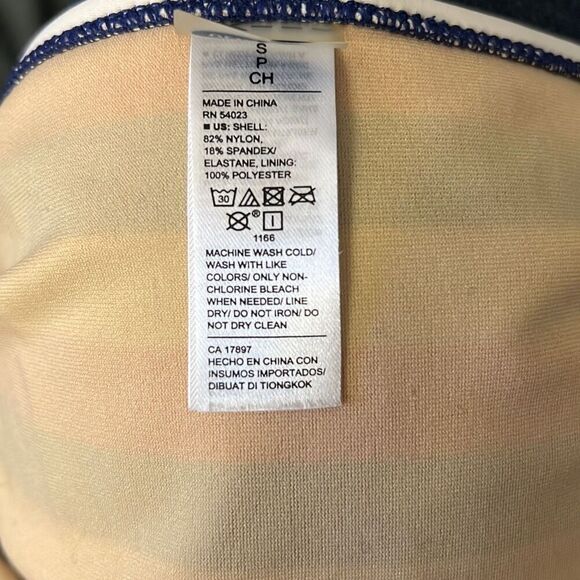 S
P
CH
MADE IN CHINA
RN 54023
■ US: SHELL:
82% NYLON,
18% SPANDEX/
ELASTANE, LINING:
100% POLYESTER
30
®
1166
MACHINE WASH COLD/
WASH WITH LIKE
COLORS/ ONLY NON-
CHLORINE BLEACH
WHEN NEEDED/ LINE
DRY/ DO NOT IRON/ DO
NOT DRY CLEAN
CA 17897
HECHO EN CHINA CON
INSUMOS IMPORTADOS/
DIBUAT DI TIONGKOK